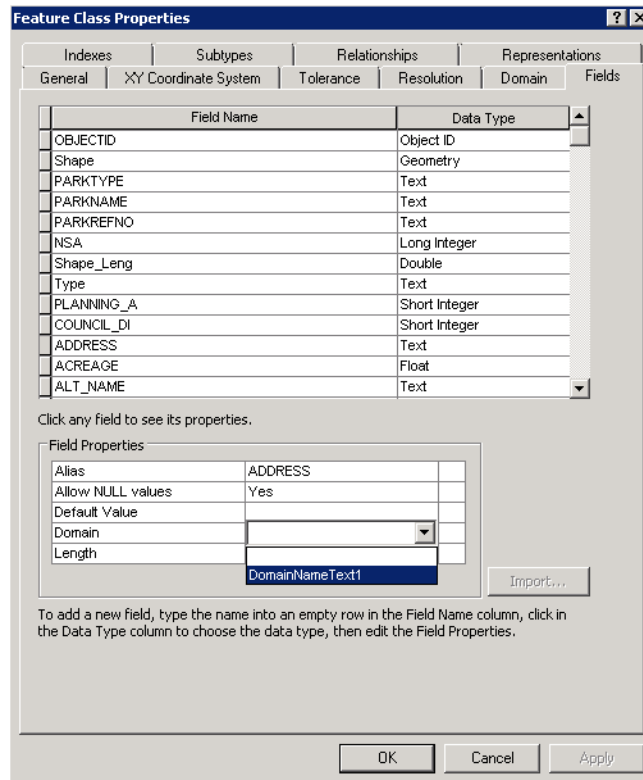 Feature Class Properties
Indexes Subtypes Relationships Representations
General XY Coordinate System Tolerance Resolution Domain Fields
Field Name Data Type
OBJECTID Object ID
Shape Geometry
PARKTYPE Text
PARKNAME Text
PARKREFNO Text
NSA Long Integer
Shape_Leng Double
Type Text
PLANNING_A Short Integer
COUNCIL_DI Short Integer
ADDRESS Text
ACREAGE Float
ALT_NAME Text
Click any field to see its properties.
Field Properties
Alias ADDRESS
Allow NULL values Yes
Default Value
Domain
Length
DomainNameText1
Import...
To add a new field, type the name into an empty row in the Field Name column, click in
the Data Type column to choose the data type, then edit the Field Properties.
OK Cancel Apply